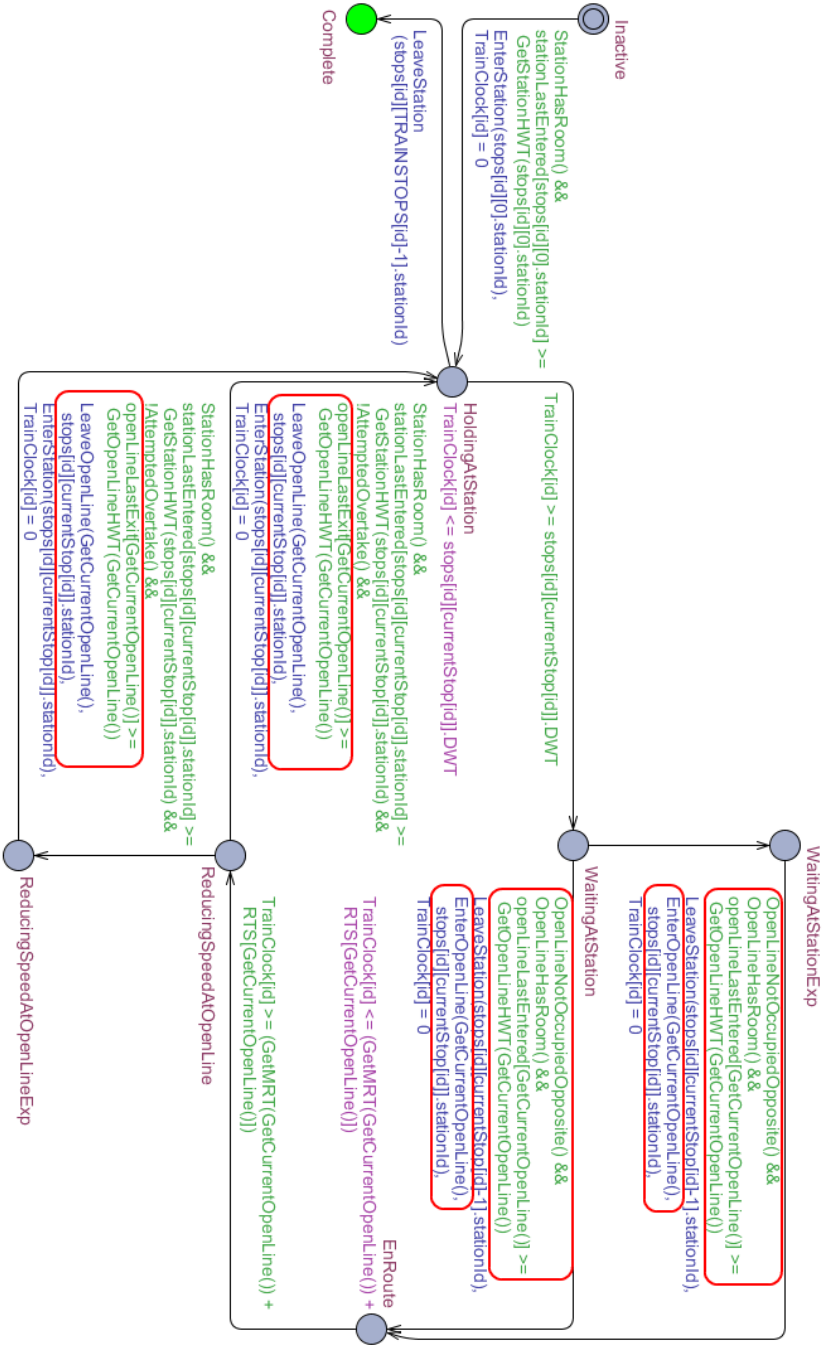 Inactive
StationHasRoom() &&
stationLastEntered[stops[id][0].stationId] >=
GetStationHWT(stops[id][0].stationId)
EnterStation(stops[id][0].stationId),
TrainClock[id] = 0
Complete
LeaveStation
(stops[id][TRAINSTOPS[id]-1].stationId)
HoldingAtStation
TrainClock[id] <= stops[id][currentStop[id]].DWT
TrainClock[id] >= stops[id][currentStop[id]].DWT
StationHasRoom() &&
stationLastEntered[stops[id][currentStop[id]].stationId] >=
GetStationHWT(stops[id][currentStop[id]].stationId) &&
!AttemptedOvertake() &&
openLineLastExit[GetCurrentOpenLine()] >=
GetOpenLineHWT(GetCurrentOpenLine())
LeaveOpenLine(GetCurrentOpenLine(),
stops[id][currentStop[id]].stationId),
EnterStation(stops[id][currentStop[id]].stationId),
TrainClock[id] = 0
StationHasRoom() &&
stationLastEntered[stops[id][currentStop[id]].stationId] >=
GetStationHWT(stops[id][currentStop[id]].stationId) &&
!AttemptedOvertake() &&
openLineLastExit[GetCurrentOpenLine()] >=
GetOpenLineHWT(GetCurrentOpenLine())
LeaveOpenLine(GetCurrentOpenLine(),
stops[id][currentStop[id]].stationId),
EnterStation(stops[id][currentStop[id]].stationId),
TrainClock[id] = 0
WaitingAtStationExp
OpenLineNotOccupiedOpposite() &&
OpenLineHasRoom() &&
openLineLastEntered[GetCurrentOpenLine()] >=
GetOpenLineHWT(GetCurrentOpenLine())
LeaveStation(stops[id][currentStop[id]-1].stationId),
EnterOpenLine(GetCurrentOpenLine(),
stops[id][currentStop[id]].stationId),
TrainClock[id] = 0
WaitingAtStation
OpenLineNotOccupiedOpposite() &&
OpenLineHasRoom() &&
openLineLastEntered[GetCurrentOpenLine()] >=
GetOpenLineHWT(GetCurrentOpenLine())
LeaveStation(stops[id][currentStop[id]-1].stationId),
EnterOpenLine(GetCurrentOpenLine(),
stops[id][currentStop[id]].stationId),
TrainClock[id] = 0
EnRoute
TrainClock[id] <= (GetMRT(GetCurrentOpenLine()) +
RTS[GetCurrentOpenLine()])
TrainClock[id] >= (GetMRT(GetCurrentOpenLine()) +
RTS[GetCurrentOpenLine()])
ReducingSpeedAtOpenLine
ReducingSpeedAtOpenLineExp